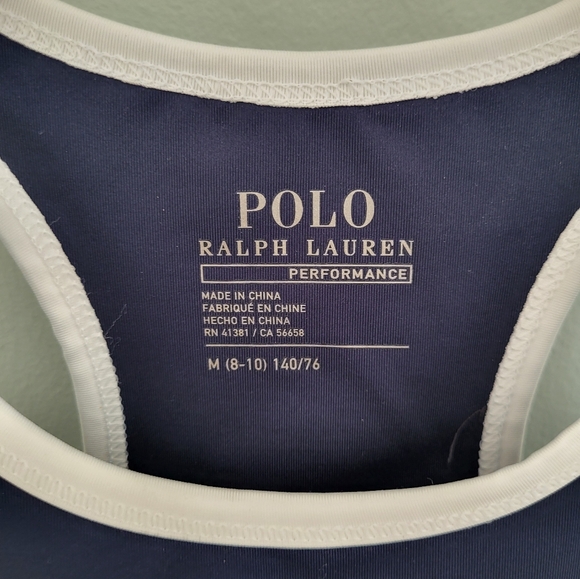 POLO
RALPH LAUREN
PERFORMANCE
MADE IN CHINA
FABRIQUÉ EN CHINE
HECHO EN CHINA
RN 41381 / CA 56658
M (8-10) 140/76